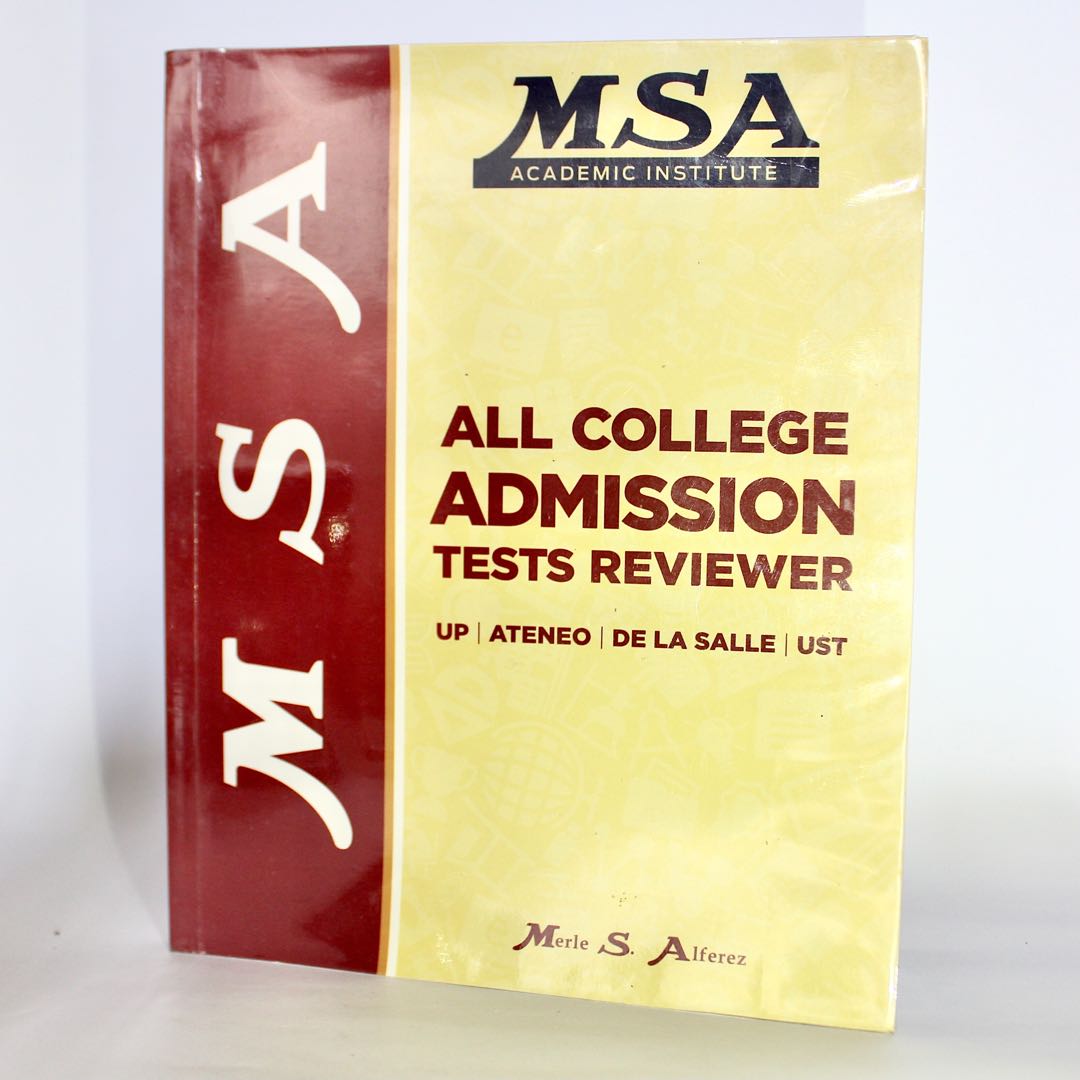 MSA
MSA
ACADEMIC INSTITUTE
ALL COLLEGE
ADMISSION
TESTS REVIEWER
UP | ATENEO | DE LA SALLE | UST
Merle S. Alferez